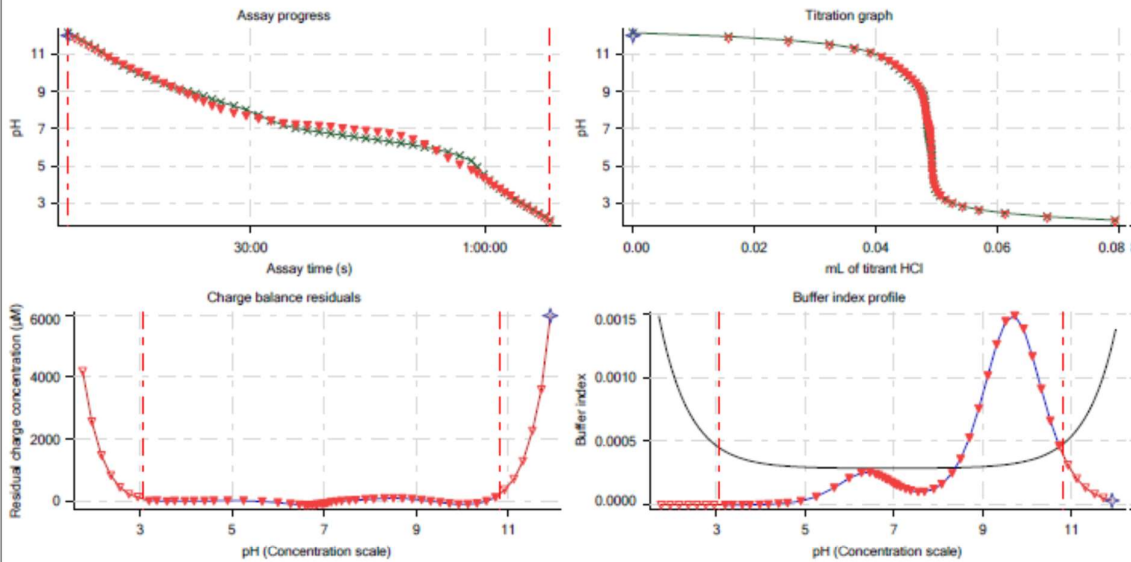 Assay progress
pH
11
9
7
5
3
30:00
1:00:00
Assay time (s)
Titration graph
pH
11
9
7
5
3
0.00
0.02
0.04
0.06
0.08
mL of titrant HCl
Charge balance residuals
Residual charge concentration (µM)
6000
4000
2000
0
3
5
7
9
11
pH (Concentration scale)
Buffer index profile
Buffer index
0.0015
0.0010
0.0005
0.0000
3
5
7
9
11
pH (Concentration scale)